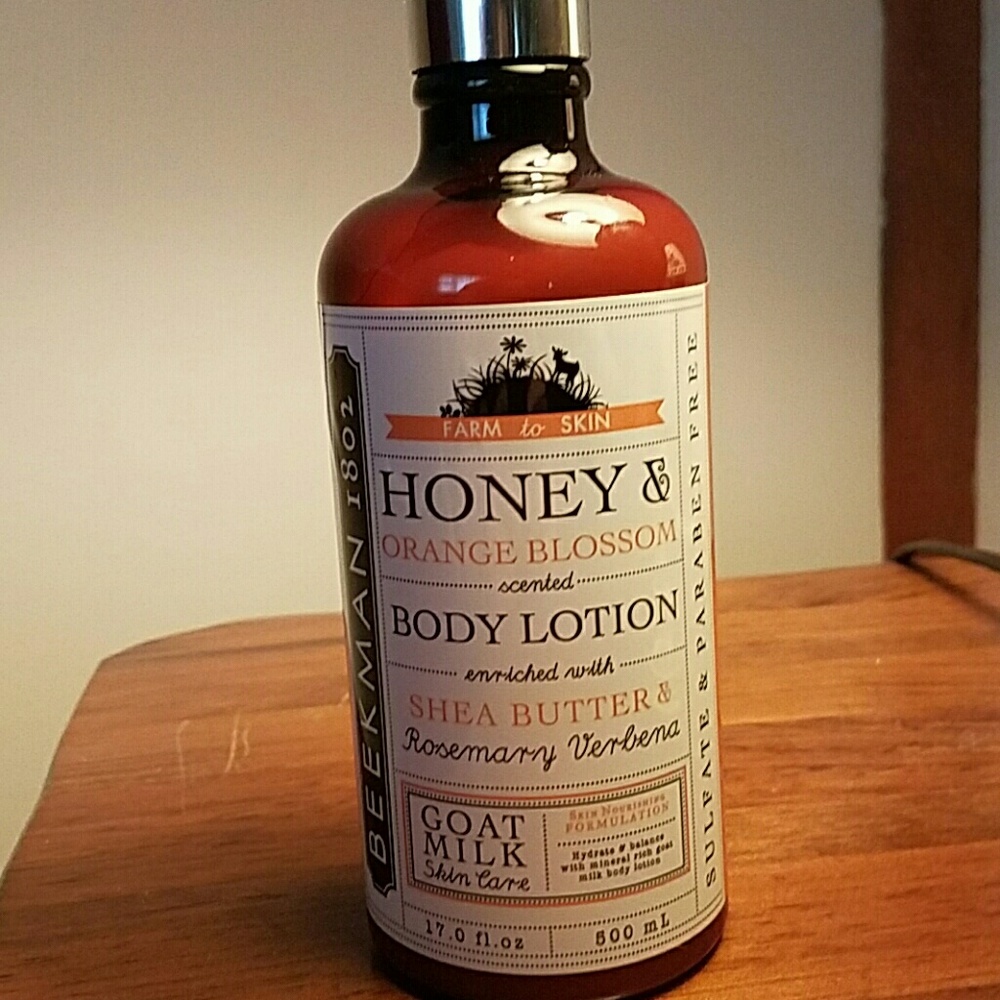 FARM to SKIN
HONEY &
ORANGE BLOSSOM
scented
BODY LOTION
enriched with
SHEA BUTTER &
Rosemary Verbena
GOAT
MILK
Skin Care
Skin Nourishing
FORMULATION
Hydrate & balance
with mineral rich goat
milk body lotion
17.0 fl.oz
500 mL
BEEKMAN 1802
SULFATE & PARABEN FREE